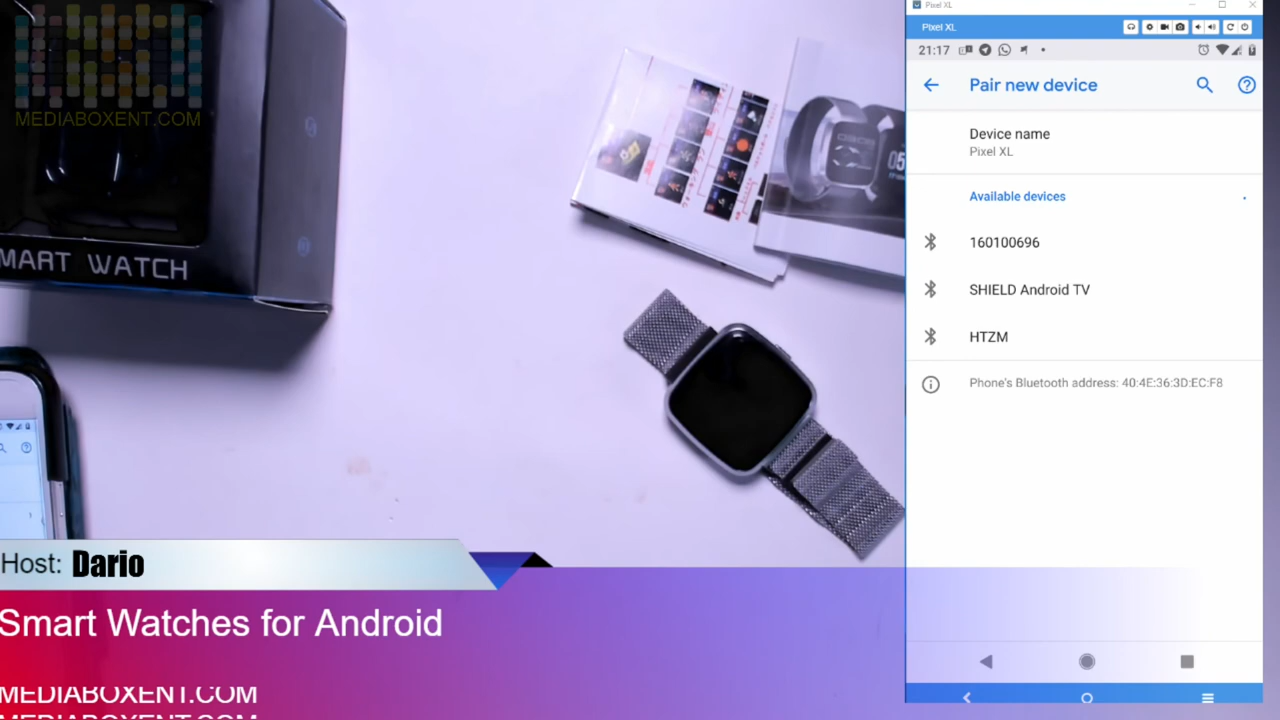 MEDIABOXENT.COM
MART WATCH
Host: Dario
Smart Watches for Android
MEDIABOXENT.COM
MEDIABOXENT.COM
Pixel XL
Pixel XL
21:17
Pair new device
Device name
Pixel XL
Available devices
160100696
SHIELD Android TV
HTZM
Phone's Bluetooth address: 40:4E:36:3D:EC:F8